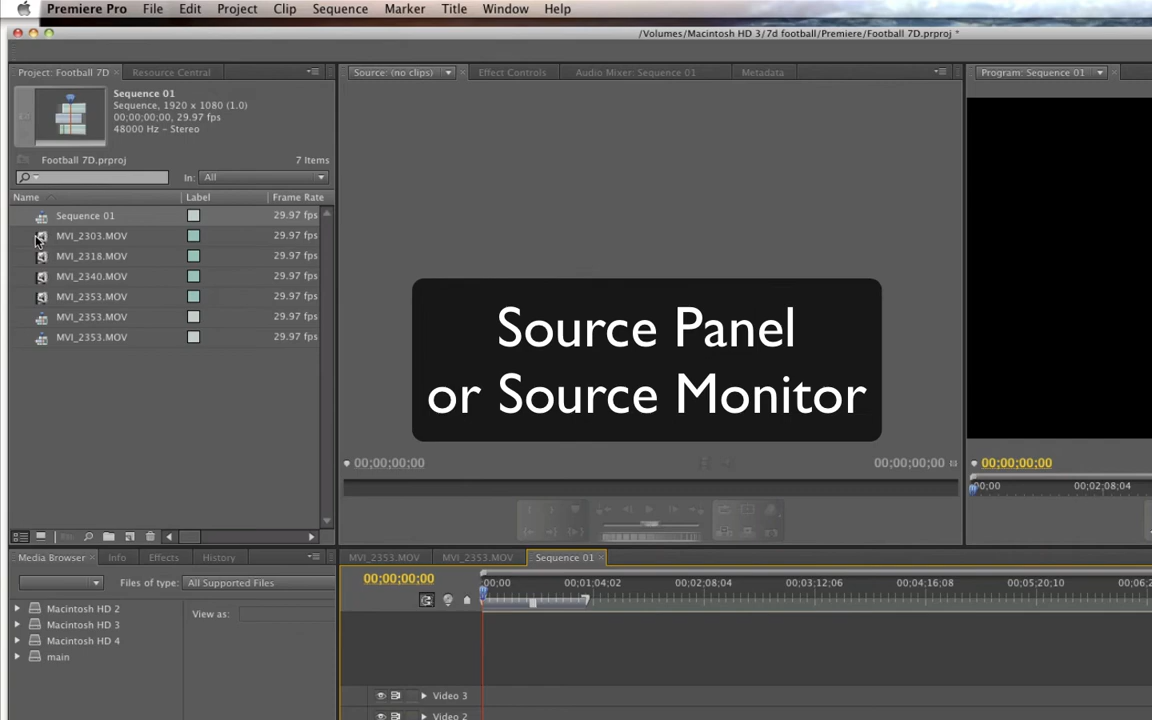 Premiere Pro File Edit Project Clip Sequence Marker Title Window Help
/Volumes/Macintosh HD 3/7d football/Premiere/Football 7D.prproj *
Project: Football 7D Resource Central
Source: (no clips) Effect Controls Audio Mixer: Sequence 01 Metadata
Program: Sequence 01
Sequence 01
Sequence, 1920 x 1080 (1.0)
00;00;00;00, 29.97 fps
48000 Hz - Stereo
Football 7D.prproj 7 Items
In: All
Name Label Frame Rate
Sequence 01 29.97 fps
MVI_2303.MOV 29.97 fps
MVI_2318.MOV 29.97 fps
MVI_2340.MOV 29.97 fps
MVI_2353.MOV 29.97 fps
MVI_2353.MOV 29.97 fps
MVI_2353.MOV 29.97 fps
Source Panel
or Source Monitor
00;00;00;00 00;00;00;00
00;00;00;00
00;00 00;02;08;04
Media Browser Info Effects History
Files of type: All Supported Files
Macintosh HD 2
Macintosh HD 3
Macintosh HD 4
main
View as:
MVI_2353.MOV MVI_2353.MOV Sequence 01
00;00;00;00
00;00 00;01;04;02 00;02;08;04 00;03;12;06 00;04;16;08 00;05;20;10 00;06;2
Video 3
Video 2